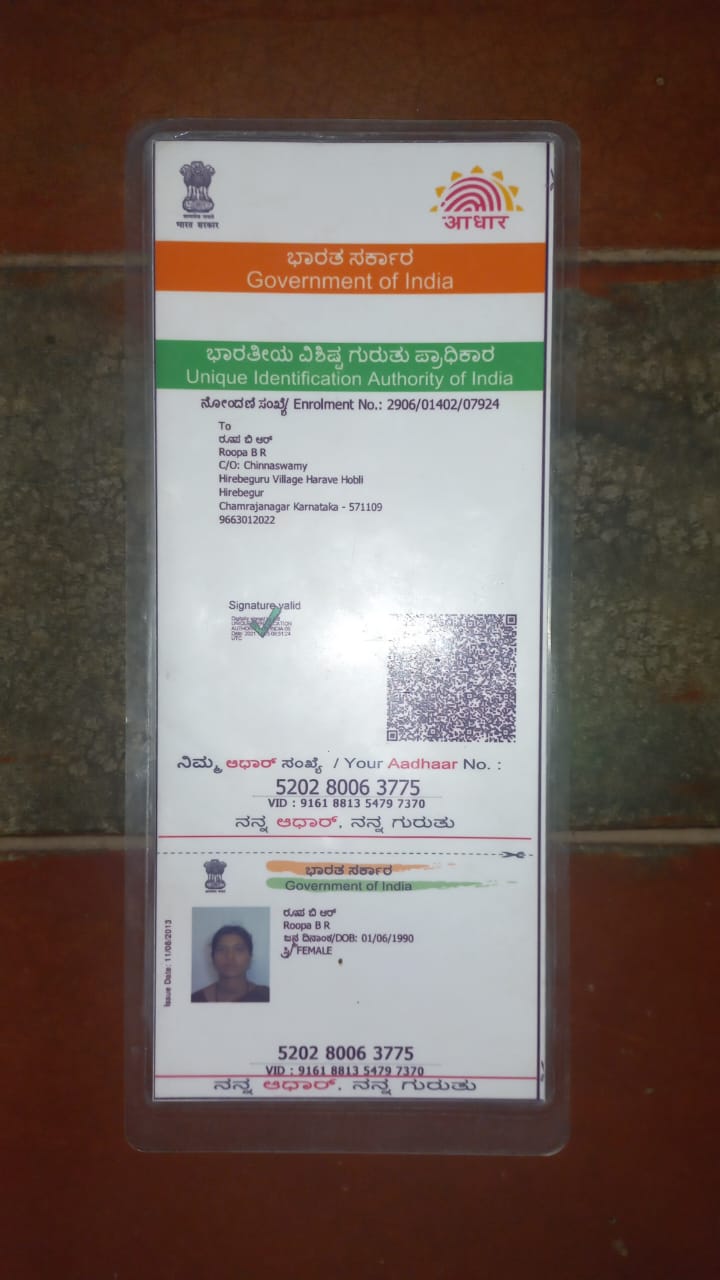 भारत सरकार
आधार
ಭಾರತ ಸರ್ಕಾರ
Government of India
ಭಾರತೀಯ ವಿಶಿಷ್ಟ ಗುರುತು ಪ್ರಾಧಿಕಾರ
Unique Identification Authority of India
ನೋಂದಣಿ ಸಂಖ್ಯೆ/ Enrolment No.: 2906/01402/07924
To
ರೂಪ ಬಿ ಆರ್
Roopa B R
C/O: Chinnaswamy
Hirebeguru Village Harave Hobli
Hirebegur
Chamrajanagar Karnataka - 571109
9663012022
Signature valid
ನಿಮ್ಮ ಆಧಾರ್ ಸಂಖ್ಯೆ / Your Aadhaar No. :
5202 8006 3775
VID : 9161 8813 5479 7370
ನನ್ನ ಆಧಾರ್, ನನ್ನ ಗುರುತು
ಭಾರತ ಸರ್ಕಾರ
Government of India
Issue Date: 11/08/2013
ರೂಪ ಬಿ ಆರ್
Roopa B R
ಜನ್ಮ ದಿನಾಂಕ/DOB: 01/06/1990
ಸ್ತ್ರೀ/ FEMALE
5202 8006 3775
VID : 9161 8813 5479 7370
ನನ್ನ ಆಧಾರ್, ನನ್ನ ಗುರುತು